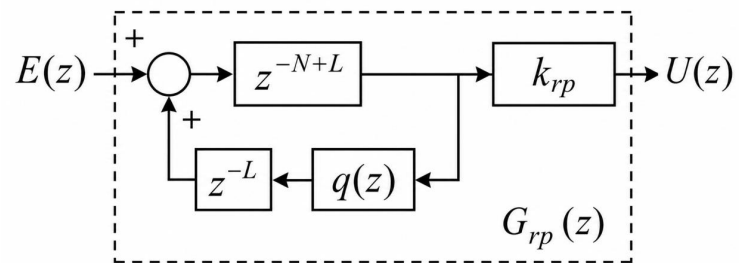 +
E(z)
z^{-N+L}
k_{rp}
U(z)
+
z^{-L}
q(z)
G_{rp}(z)